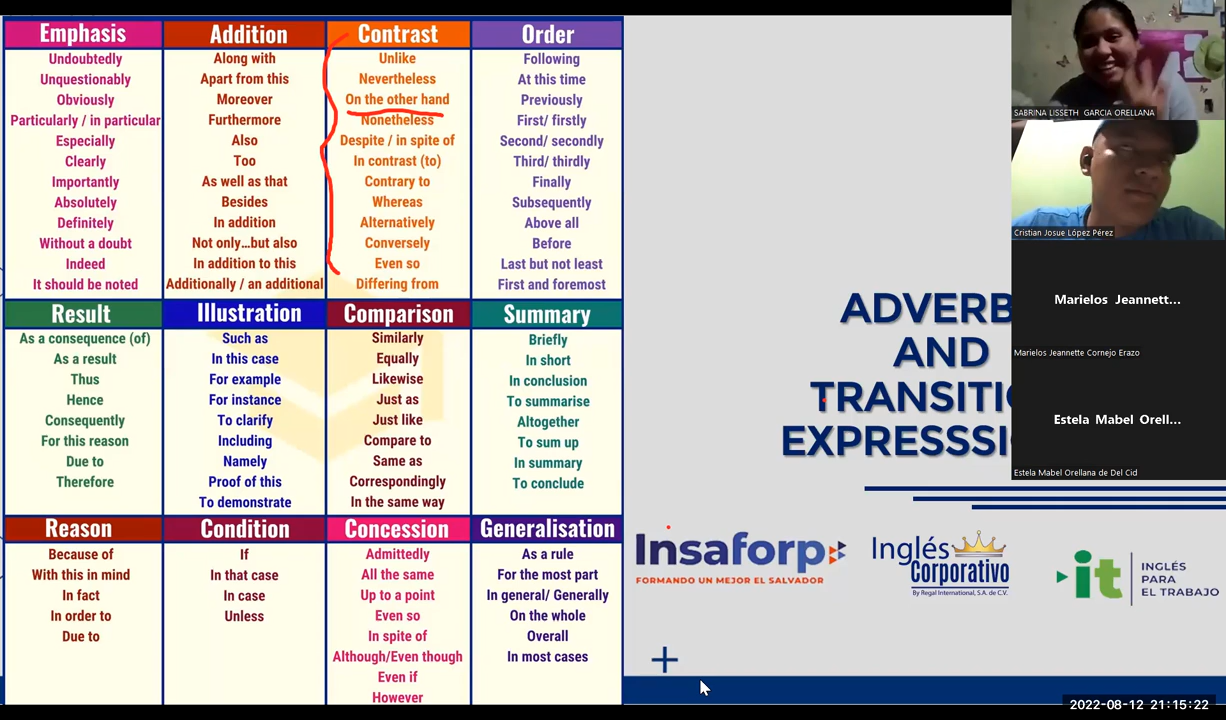 Emphasis
Undoubtedly
Unquestionably
Obviously
Particularly / in particular
Especially
Clearly
Importantly
Absolutely
Definitely
Without a doubt
Indeed
It should be noted
Addition
Along with
Apart from this
Moreover
Furthermore
Also
Too
As well as that
Besides
In addition
Not only...but also
In addition to this
Additionally / an additional
Contrast
Unlike
Nevertheless
On the other hand
Nonetheless
Despite / in spite of
In contrast (to)
Contrary to
Whereas
Alternatively
Conversely
Even so
Differing from
Order
Following
At this time
Previously
First/ firstly
Second/ secondly
Third/ thirdly
Finally
Subsequently
Above all
Before
Last but not least
First and foremost
Result
As a consequence (of)
As a result
Thus
Hence
Consequently
For this reason
Due to
Therefore
Illustration
Such as
In this case
For example
For instance
To clarify
Including
Namely
Proof of this
To demonstrate
Comparison
Similarly
Equally
Likewise
Just as
Just like
Compare to
Same as
Correspondingly
In the same way
Summary
Briefly
In short
In conclusion
To summarise
Altogether
To sum up
In summary
To conclude
Reason
Because of
With this in mind
In fact
In order to
Due to
Condition
If
In that case
In case
Unless
Concession
Admittedly
All the same
Up to a point
Even so
In spite of
Although/Even though
Even if
However
Generalisation
As a rule
For the most part
In general/ Generally
On the whole
Overall
In most cases
ADVERB
AND
TRANSITI
EXPRESSSI
Insaforp
FORMANDO UN MEJOR EL SALVADOR
Inglés
Corporativo
By Regal International, S.A. de C.V.
it
INGLÉS
PARA
EL TRABAJO
SABRINA LISSETH GARCIA ORELLANA
Cristian Josue López Pérez
Marielos Jeannett...
Marielos Jeannette Cornejo Erazo
Estela Mabel Orell...
Estela Mabel Orellana de Del Cid
2022-08-12 21:15:22